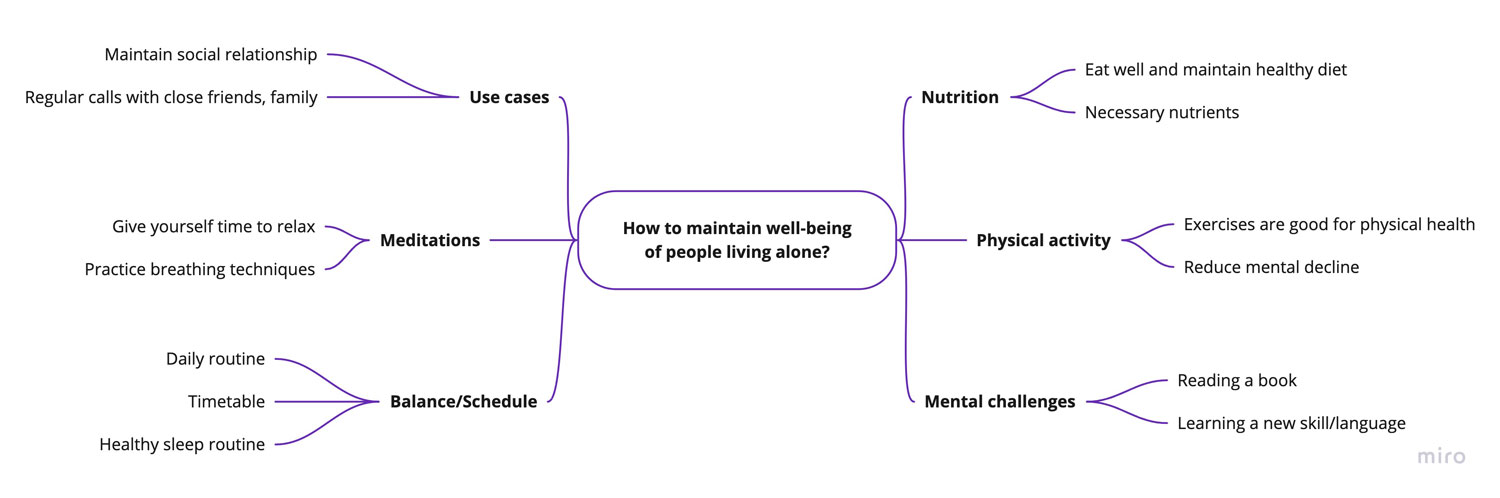 Maintain social relationship
Regular calls with close friends, family
Use cases
Give yourself time to relax
Practice breathing techniques
Meditations
Daily routine
Timetable
Healthy sleep routine
Balance/Schedule
How to maintain well-being
of people living alone?
Nutrition
Eat well and maintain healthy diet
Necessary nutrients
Physical activity
Exercises are good for physical health
Reduce mental decline
Mental challenges
Reading a book
Learning a new skill/language
miro